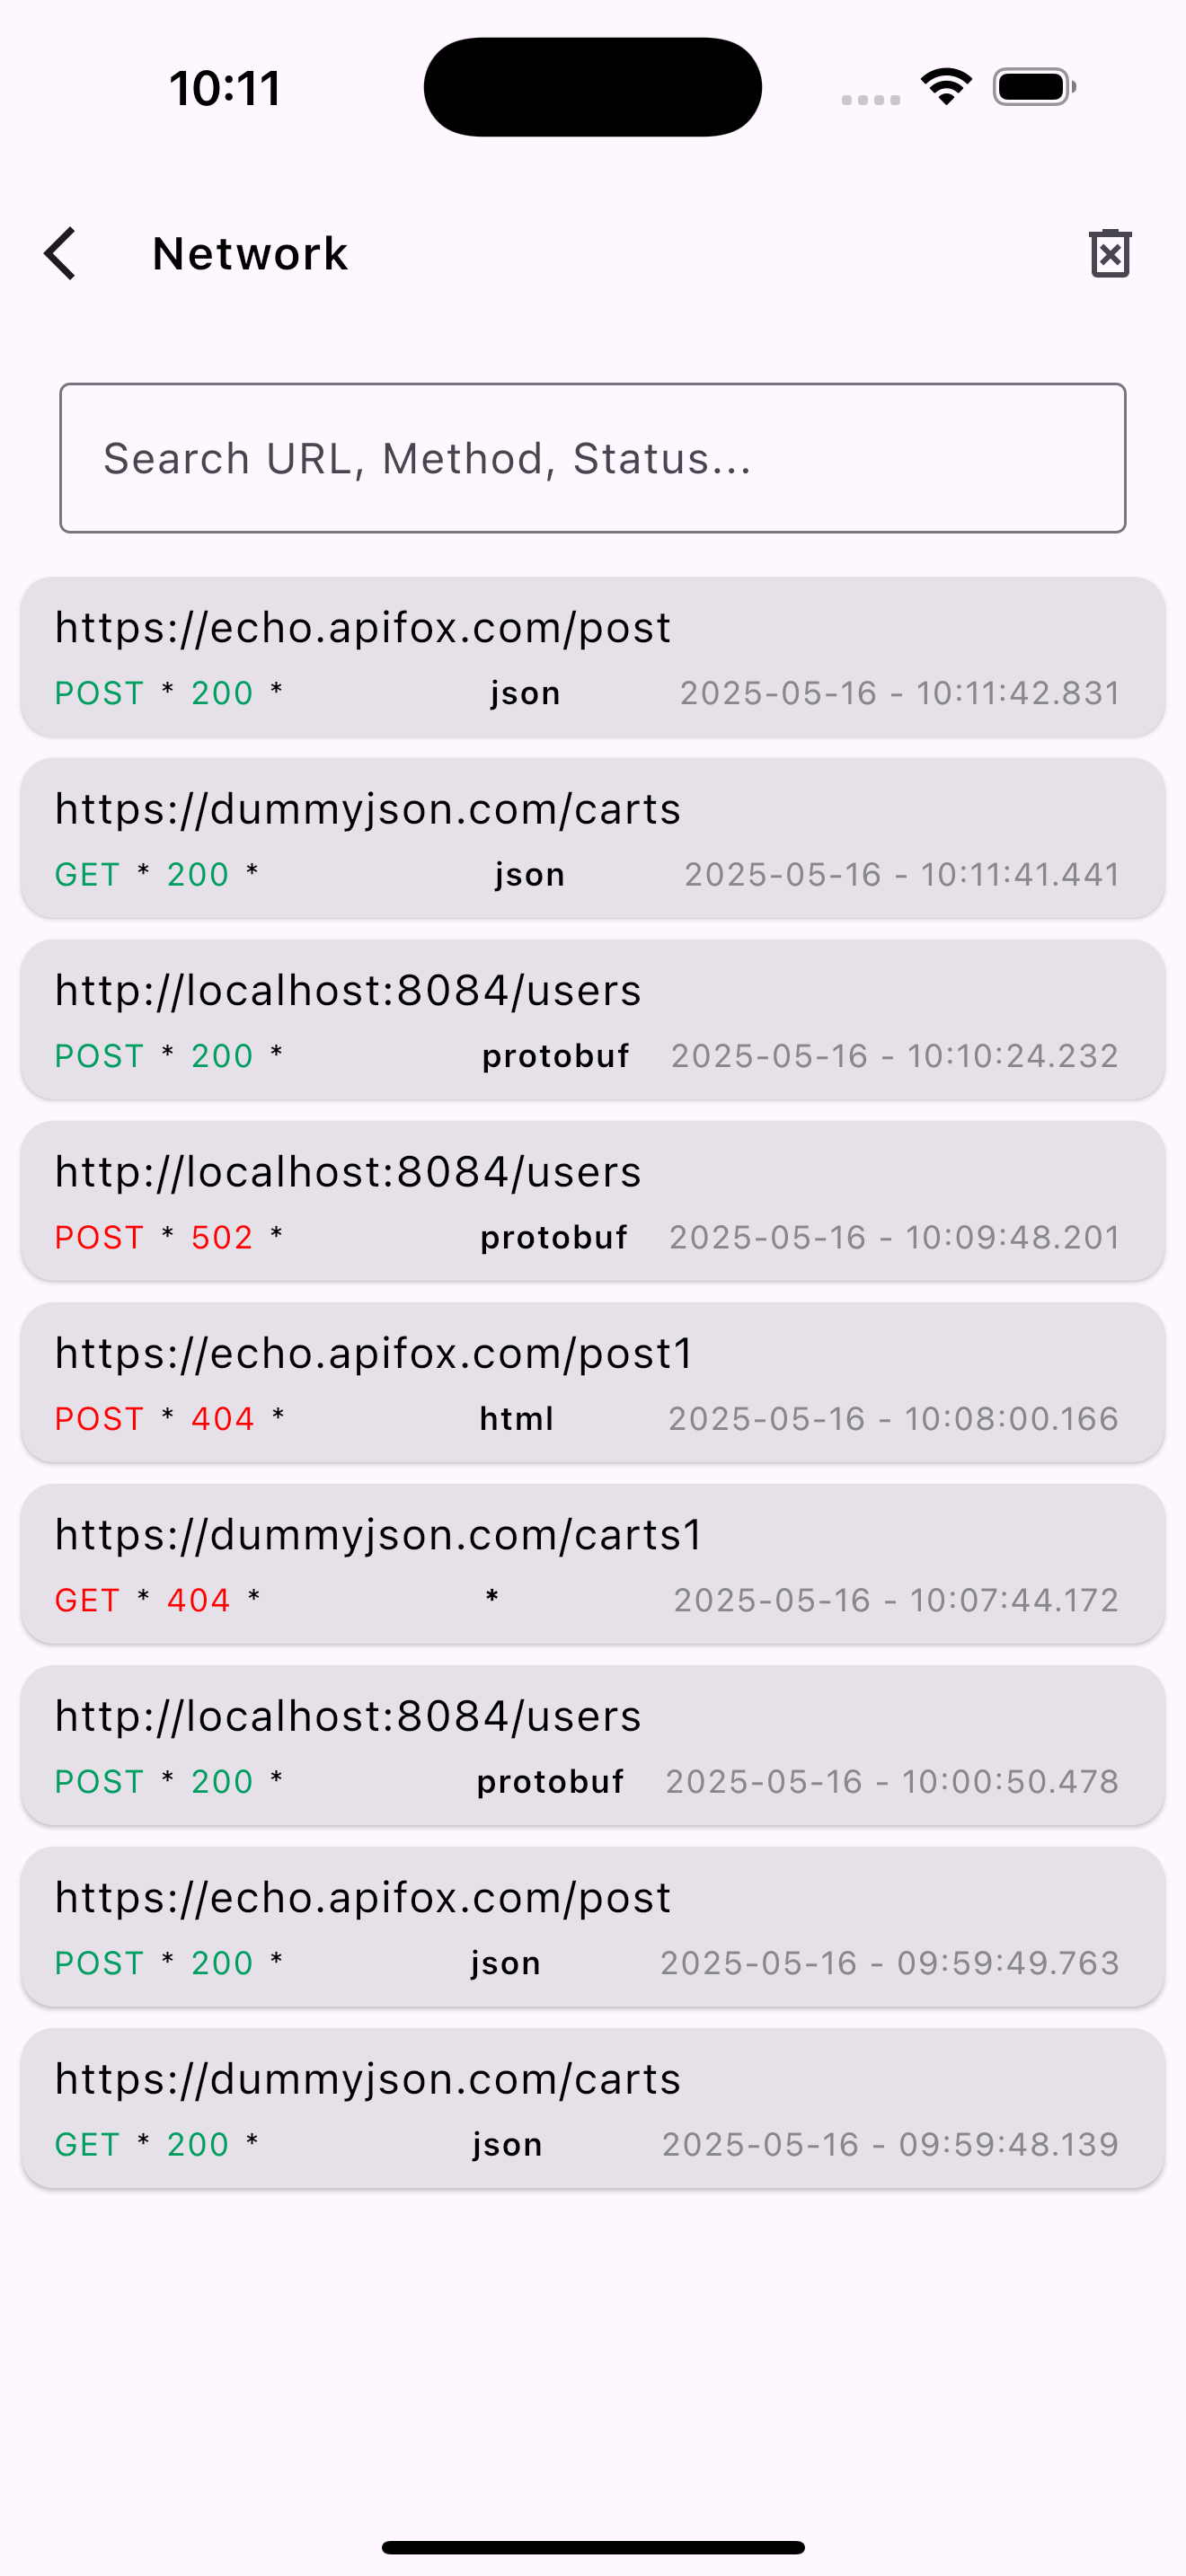 10:11
Network
Search URL, Method, Status...
https://echo.apifox.com/post
POST * 200 * json 2025-05-16 - 10:11:42.831
https://dummyjson.com/carts
GET * 200 * json 2025-05-16 - 10:11:41.441
http://localhost:8084/users
POST * 200 * protobuf 2025-05-16 - 10:10:24.232
http://localhost:8084/users
POST * 502 * protobuf 2025-05-16 - 10:09:48.201
https://echo.apifox.com/post1
POST * 404 * html 2025-05-16 - 10:08:00.166
https://dummyjson.com/carts1
GET * 404 * * 2025-05-16 - 10:07:44.172
http://localhost:8084/users
POST * 200 * protobuf 2025-05-16 - 10:00:50.478
https://echo.apifox.com/post
POST * 200 * json 2025-05-16 - 09:59:49.763
https://dummyjson.com/carts
GET * 200 * json 2025-05-16 - 09:59:48.139